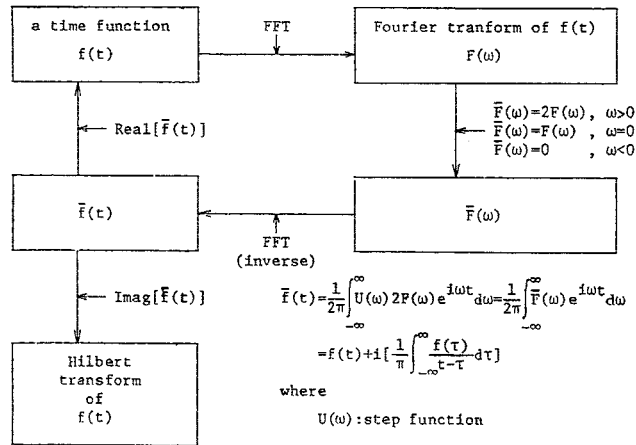 a time function
f(t)
FFT
Fourier tranform of f(t)
F(ω)
F̅(ω)=2F(ω), ω>0
F̅(ω)=F(ω) , ω=0
F̅(ω)=0 , ω<0
Real[f̅(t)]
f̅(t)
FFT
(inverse)
F̅(ω)
Imag[f̅(t)]
f̅(t)=1/2π∫_{-∞}^{∞}U(ω)2F(ω)e^{iωt}dω=1/2π∫_{-∞}^{∞}F̅(ω)e^{iωt}dω
=f(t)+i[1/π∫_{-∞}^{∞}f(τ)/t-τ dτ]
Hilbert
transform
of
f(t)
where
U(ω):step function